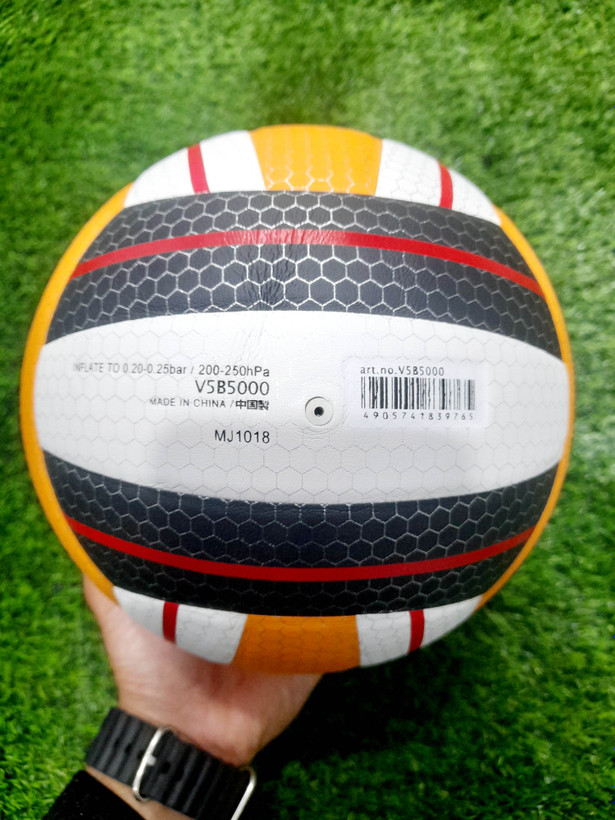 INFLATE TO 0.20-0.25bar / 200-250hPa
V5B5000
MADE IN CHINA / 中国製
MJ1018
art.no.V5B5000
4905741839765